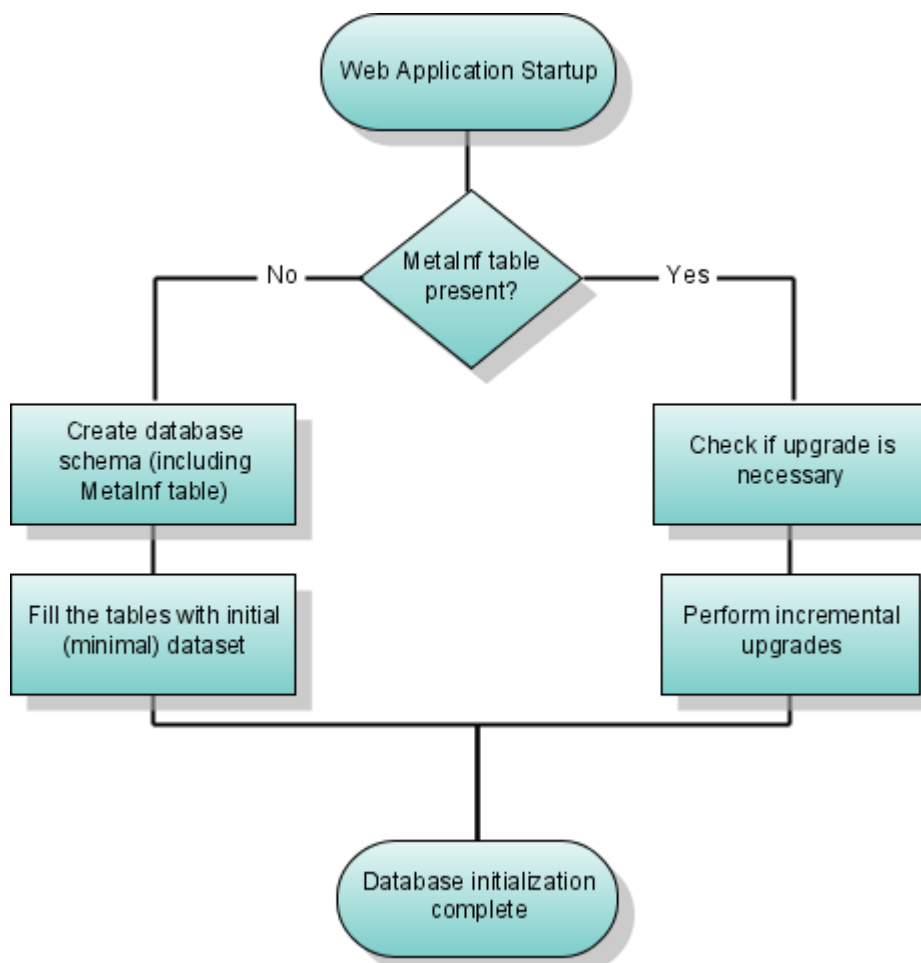 Web Application Startup
MetaInf table
present?
No
Yes
Create database
schema (including
MetaInf table)
Check if upgrade is
necessary
Fill the tables with initial
(minimal) dataset
Perform incremental
upgrades
Database initialization
complete